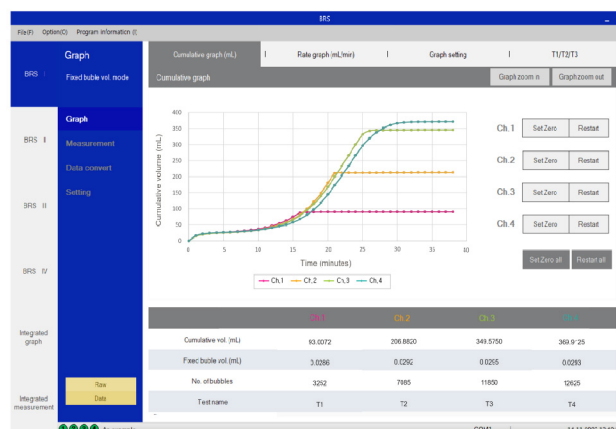 BRS
File(F) Option(O) Program information (I)
Graph
Fixed buble vol. mode
BRS I
Graph
Measurement
Data convert
Setting
BRS II
BRS IV
Integrated graph
Integrated measurement
Raw
Data
Cumulative graph (mL) | Rate graph (mL/min) | Graph setting | T1/T2/T3
Cumulative graph
Graph zoom in Graph zoom out
Cumulative volume (mL)
400
350
300
250
200
150
100
50
0
0 5 10 15 20 25 30 35 40
Time (minutes)
Ch,1 Ch,2 Ch,3 Ch,4
Ch.1 Set Zero Restart
Ch.2 Set Zero Restart
Ch.3 Set Zero Restart
Ch.4 Set Zero Restart
Set Zero all Restart all
Ch.1 Ch.2 Ch.3
Cumulative vol. (mL) 93.0072 349.5750
Fixed buble vol. (mL) 0.0286 0.0292 0.0293
No. of bubbles 3252 11850 12625
Test name T1 T2 T3 T4